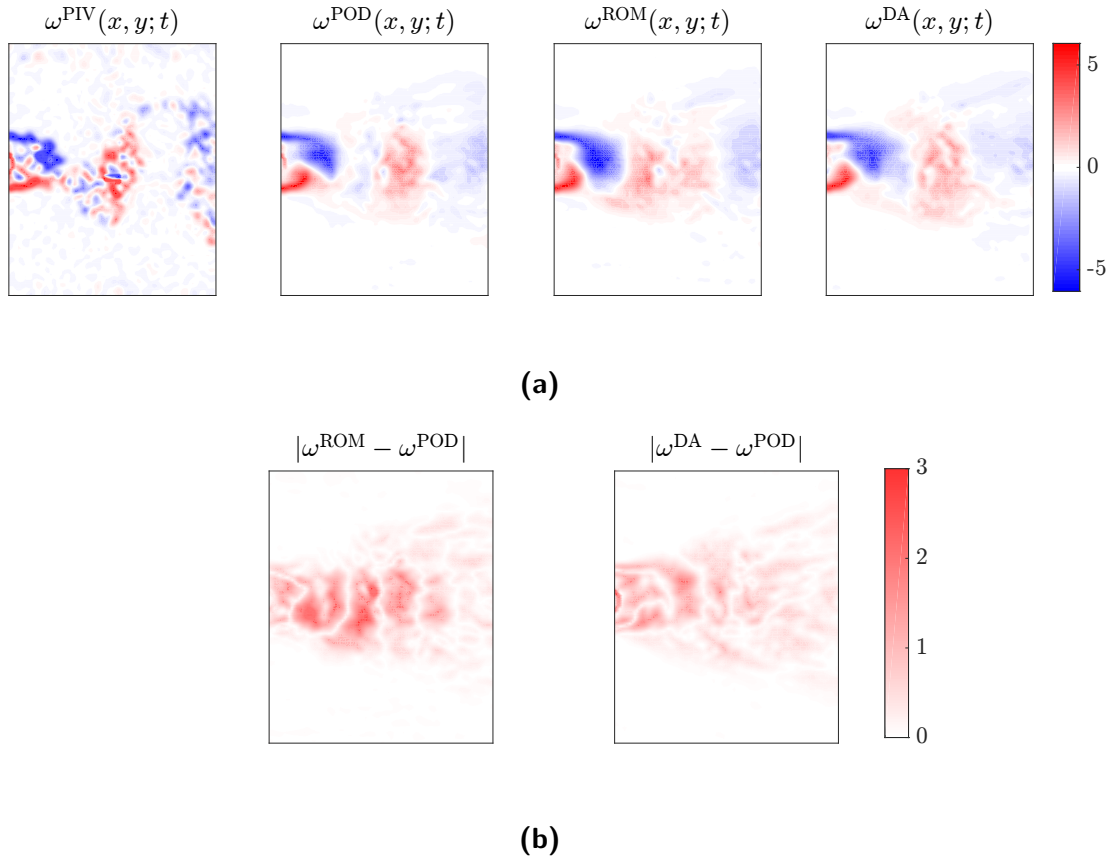 ω^PIV(x, y; t) ω^POD(x, y; t) ω^ROM(x, y; t) ω^DA(x, y; t)
5
0
-5
(a)
|ω^ROM − ω^POD| |ω^DA − ω^POD|
3
2
1
0
(b)